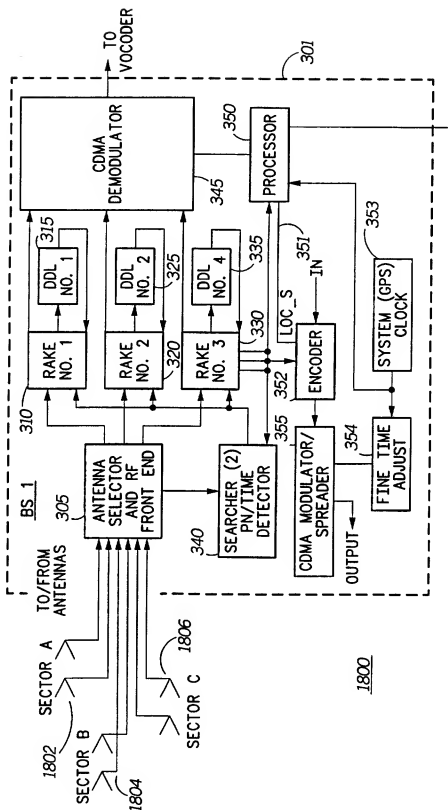 BS 1
TO/FROM
ANTENNAS
SECTOR A
1802
SECTOR B
1804
SECTOR C
1806
305
ANTENNA
SELECTOR
AND RF
FRONT END
310
RAKE
NO. 1
315
DDL
NO. 1
320
RAKE
NO. 2
325
DDL
NO. 2
330
RAKE
NO. 3
335
DDL
NO. 4
CDMA
DEMODULATOR
345
TO
VOCODER
301
340
SEARCHER (2)
PN/TIME
DETECTOR
350
PROCESSOR
351
LOC_S
IN
352
ENCODER
355
CDMA MODULATOR/
SPREADER
OUTPUT
354
FINE TIME
ADJUST
353
SYSTEM (GPS)
CLOCK
1800